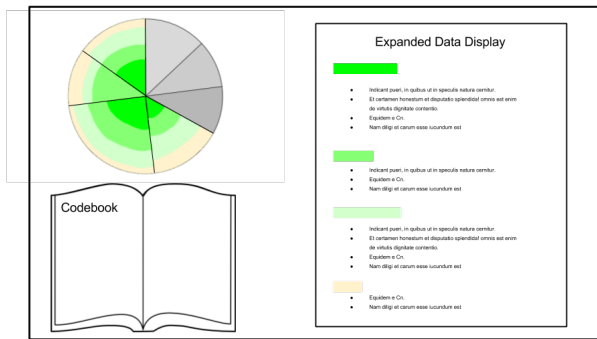 Codebook
Expanded Data Display
Indicant pueri, in quibus ut in speculis natura cernitur.
Et certamen honestum et disputatio splendida! omnis est enim
de virtutis dignitate contentio.
Equidem e Cn.
Nam diligi et carum esse iucundum est
Indicant pueri, in quibus ut in speculis natura cernitur.
Equidem e Cn.
Nam diligi et carum esse iucundum est
Indicant pueri, in quibus ut in speculis natura cernitur.
Et certamen honestum et disputatio splendida! omnis est enim
de virtutis dignitate contentio.
Equidem e Cn.
Nam diligi et carum esse iucundum est
Equidem e Cn.
Nam diligi et carum esse iucundum est